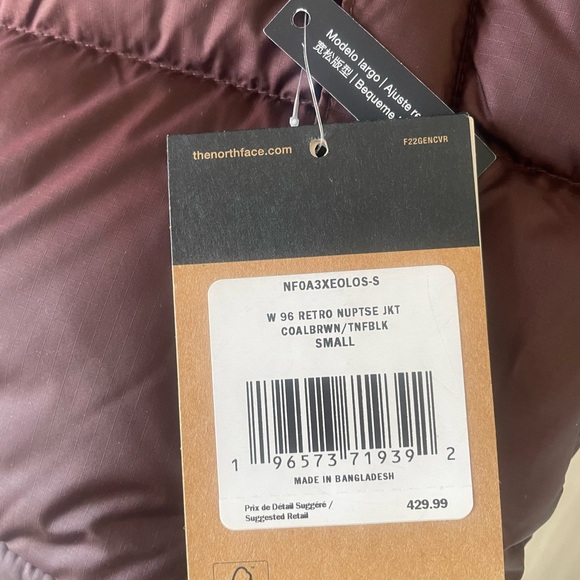 Modelo largo | Ajuste
宽松版型 | Bequeme
thenorthface.com
F22GENCVR
NF0A3XEOLOS-S
W 96 RETRO NUPTSE JKT
COALBRWN/TNFBLK
SMALL
1 96573 71939 2
MADE IN BANGLADESH
Prix de Détail Suggéré /
Suggested Retail
429.99